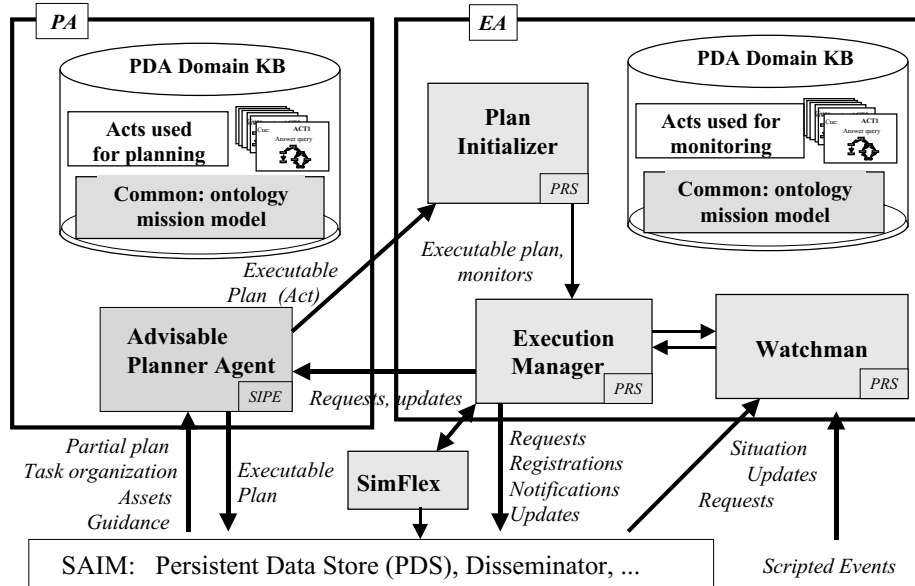 PA
PDA Domain KB
Acts used
for planning
Cue:
ACT1
Answer query
Common: ontology
mission model
Executable
Plan (Act)
Advisable
Planner Agent
SIPE
Partial plan
Task organization
Assets
Guidance
Executable
Plan
EA
Plan
Initializer
PRS
PDA Domain KB
Acts used for
monitoring
Cue:
ACT1
Answer query
Common: ontology
mission model
Executable plan,
monitors
Execution
Manager
PRS
Watchman
PRS
Requests, updates
SimFlex
Requests
Registrations
Notifications
Updates
Situation
Updates
Requests
Scripted Events
SAIM: Persistent Data Store (PDS), Disseminator, ...